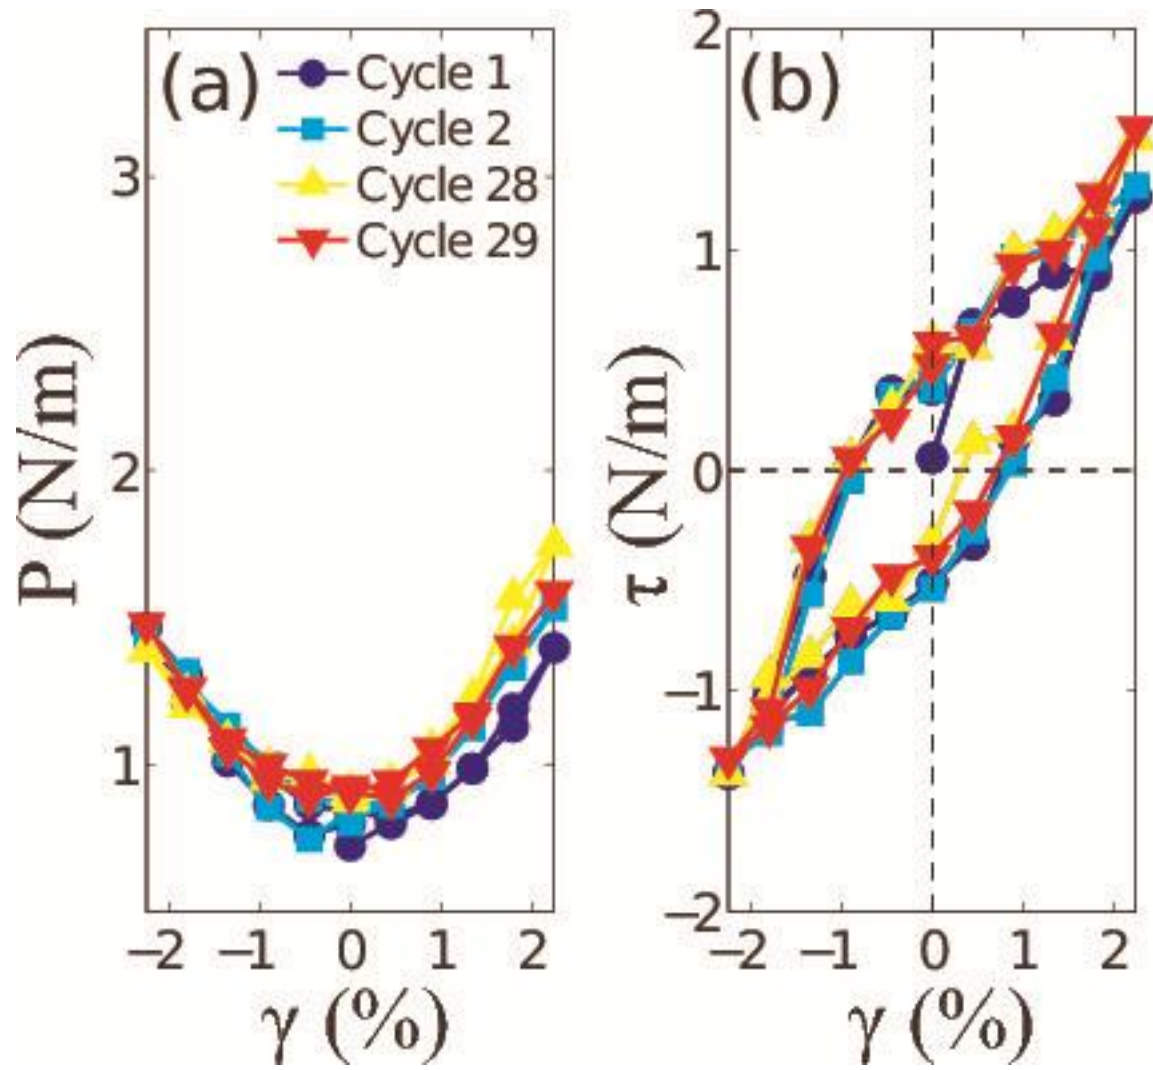 (a)
Cycle 1
Cycle 2
Cycle 28
Cycle 29
3
2
1
P (N/m)
−2 −1 0 1 2
γ (%)
(b)
2
1
0
−1
−2
τ (N/m)
−2 −1 0 1 2
γ (%)